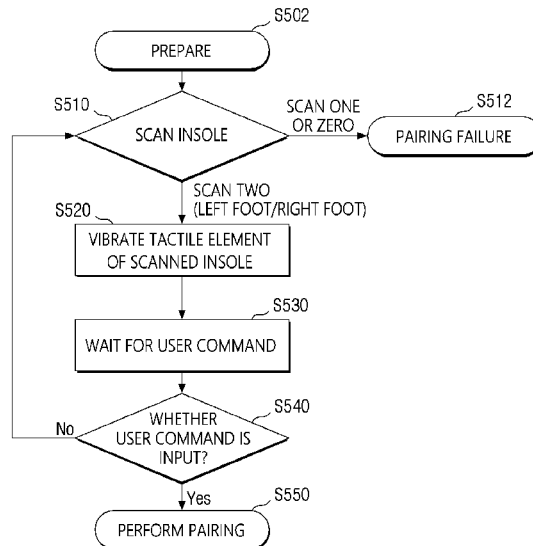 S502
PREPARE
S510
SCAN INSOLE
SCAN ONE
OR ZERO
S512
PAIRING FAILURE
SCAN TWO
(LEFT FOOT/RIGHT FOOT)
S520
VIBRATE TACTILE ELEMENT
OF SCANNED INSOLE
S530
WAIT FOR USER COMMAND
S540
No
WHETHER
USER COMMAND IS
INPUT?
Yes
S550
PERFORM PAIRING